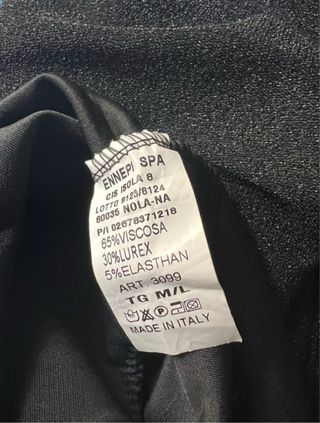 ENNEPI SPA
CIS ISOLA 8
LOTTO 8123/8124
80035 NOLA-NA
P/I 02678371218
65%VISCOSA
30%LUREX
5%ELASTHAN
ART. 3099
TG M/L
MADE IN ITALY